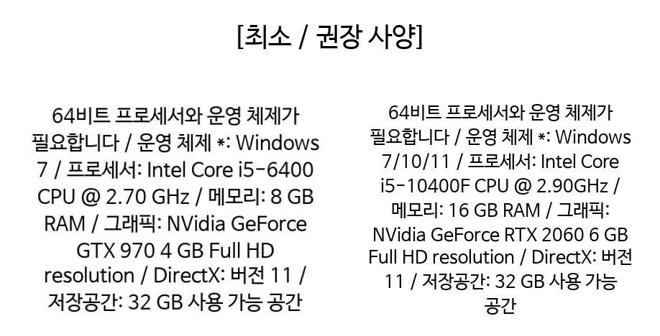 [최소 / 권장 사양]
64비트 프로세서와 운영 체제가
필요합니다 / 운영 체제 *: Windows
7 / 프로세서: Intel Core i5-6400
CPU @ 2.70 GHz / 메모리: 8 GB
RAM / 그래픽: NVidia GeForce
GTX 970 4 GB Full HD
resolution / DirectX: 버전 11 /
저장공간: 32 GB 사용 가능 공간
64비트 프로세서와 운영 체제가
필요합니다 / 운영 체제 *: Windows
7/10/11 / 프로세서: Intel Core
i5-10400F CPU @ 2.90GHz /
메모리: 16 GB RAM / 그래픽:
NVidia GeForce RTX 2060 6 GB
Full HD resolution / DirectX: 버전
11 / 저장공간: 32 GB 사용 가능
공간